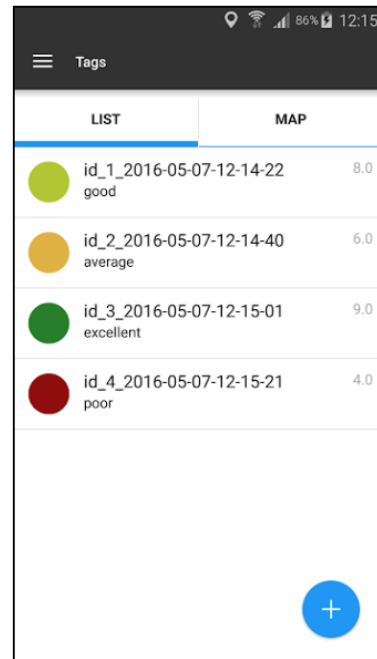 86% 12:15
Tags
LIST MAP
id_1_2016-05-07-12-14-22 8.0
good
id_2_2016-05-07-12-14-40 6.0
average
id_3_2016-05-07-12-15-01 9.0
excellent
id_4_2016-05-07-12-15-21 4.0
poor